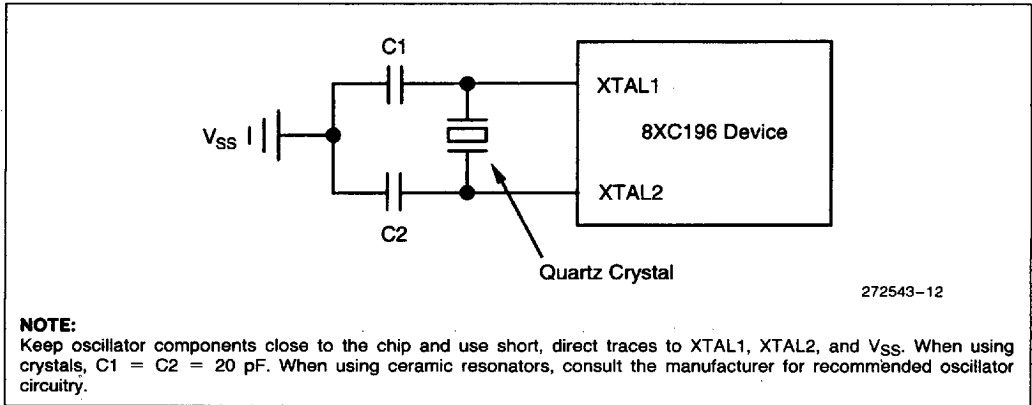 C1
XTAL1
V_SS
8XC196 Device
XTAL2
C2
Quartz Crystal
272543–12
NOTE:
Keep oscillator components close to the chip and use short, direct traces to XTAL1, XTAL2, and V_SS. When using
crystals, C1 = C2 = 20 pF. When using ceramic resonators, consult the manufacturer for recommended oscillator
circuitry.